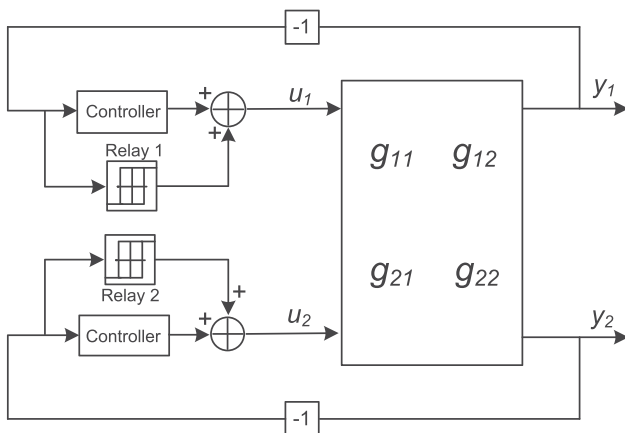 -1
Controller
+
+
u1
y1
Relay 1
g11 g12
g21 g22
Relay 2
+
+
Controller
u2
y2
-1